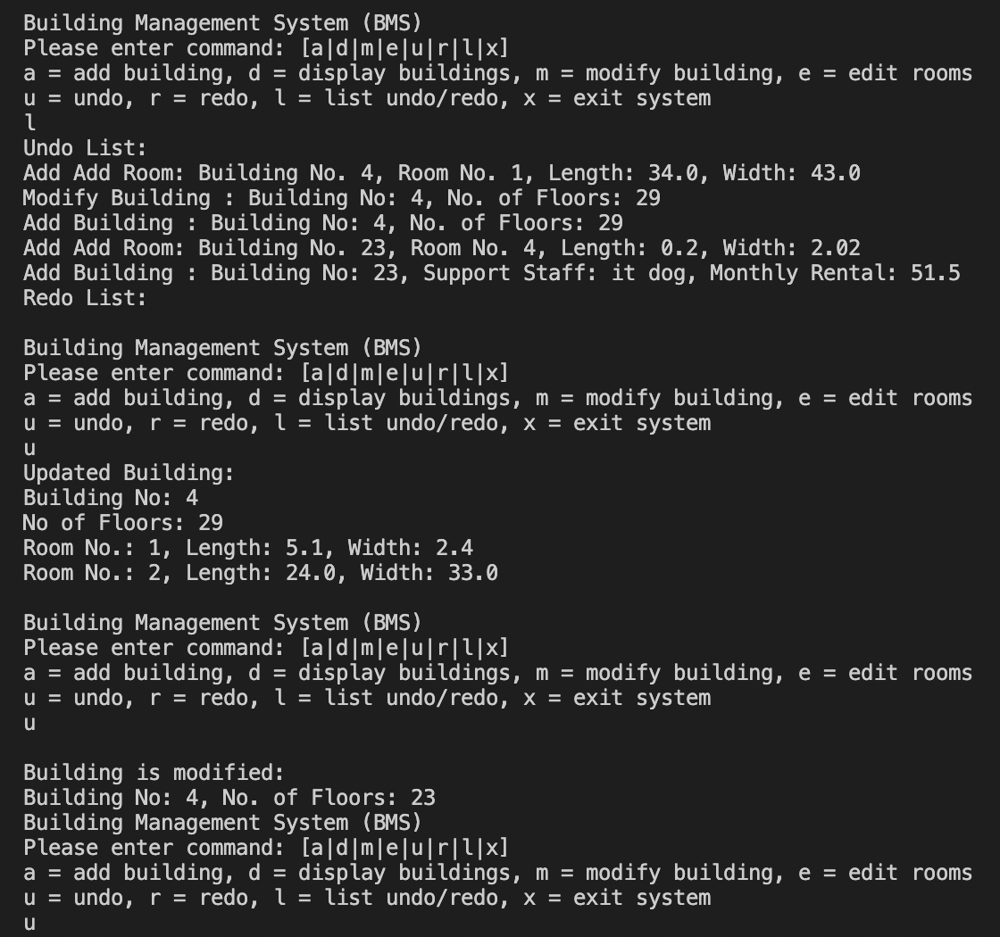 Building Management System (BMS)
Please enter command: [a|d|m|e|u|r|l|x]
a = add building, d = display buildings, m = modify building, e = edit rooms
u = undo, r = redo, l = list undo/redo, x = exit system
l
Undo List:
Add Add Room: Building No. 4, Room No. 1, Length: 34.0, Width: 43.0
Modify Building : Building No: 4, No. of Floors: 29
Add Building : Building No: 4, No. of Floors: 29
Add Add Room: Building No. 23, Room No. 4, Length: 0.2, Width: 2.02
Add Building : Building No: 23, Support Staff: it dog, Monthly Rental: 51.5
Redo List:

Building Management System (BMS)
Please enter command: [a|d|m|e|u|r|l|x]
a = add building, d = display buildings, m = modify building, e = edit rooms
u = undo, r = redo, l = list undo/redo, x = exit system
u
Updated Building:
Building No: 4
No of Floors: 29
Room No.: 1, Length: 5.1, Width: 2.4
Room No.: 2, Length: 24.0, Width: 33.0

Building Management System (BMS)
Please enter command: [a|d|m|e|u|r|l|x]
a = add building, d = display buildings, m = modify building, e = edit rooms
u = undo, r = redo, l = list undo/redo, x = exit system
u

Building is modified:
Building No: 4, No. of Floors: 23
Building Management System (BMS)
Please enter command: [a|d|m|e|u|r|l|x]
a = add building, d = display buildings, m = modify building, e = edit rooms
u = undo, r = redo, l = list undo/redo, x = exit system
u